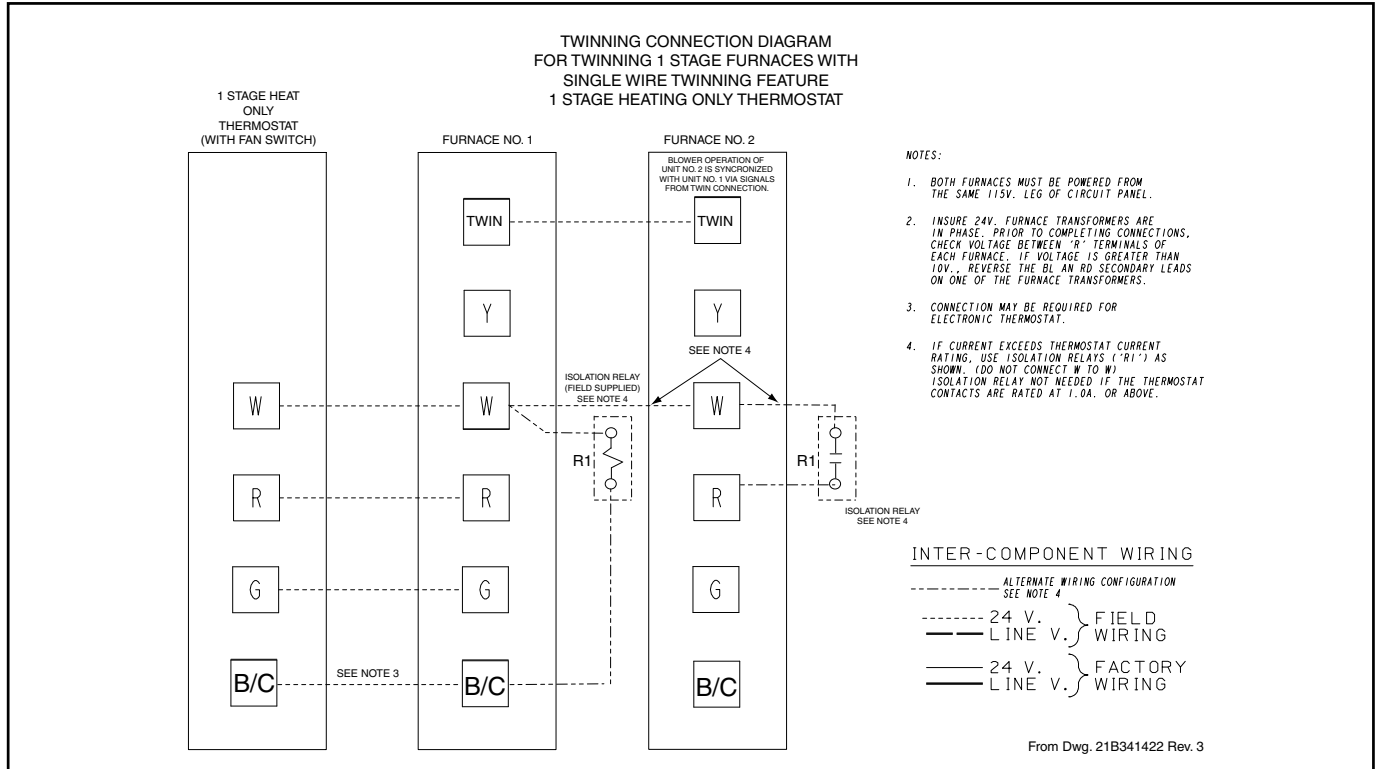 TWINNING CONNECTION DIAGRAM
FOR TWINNING 1 STAGE FURNACES WITH
SINGLE WIRE TWINNING FEATURE
1 STAGE HEATING ONLY THERMOSTAT
1 STAGE HEAT
ONLY
THERMOSTAT
(WITH FAN SWITCH)
FURNACE NO. 1
FURNACE NO. 2
BLOWER OPERATION OF
UNIT NO. 2 IS SYNCRONIZED
WITH UNIT NO. 1 VIA SIGNALS
FROM TWIN CONNECTION.
TWIN
TWIN
Y
Y
SEE NOTE 4
ISOLATION RELAY
(FIELD SUPPLIED)
SEE NOTE 4
W
W
W
R1
R1
R
R
R
ISOLATION RELAY
SEE NOTE 4
G
G
G
SEE NOTE 3
B/C
B/C
B/C
NOTES:
1. BOTH FURNACES MUST BE POWERED FROM
THE SAME 115V. LEG OF CIRCUIT PANEL.
2. INSURE 24V. FURNACE TRANSFORMERS ARE
IN PHASE. PRIOR TO COMPLETING CONNECTIONS,
CHECK VOLTAGE BETWEEN 'R' TERMINALS OF
EACH FURNACE. IF VOLTAGE IS GREATER THAN
10V., REVERSE THE BL AN RD SECONDARY LEADS
ON ONE OF THE FURNACE TRANSFORMERS.
3. CONNECTION MAY BE REQUIRED FOR
ELECTRONIC THERMOSTAT.
4. IF CURRENT EXCEEDS THERMOSTAT CURRENT
RATING, USE ISOLATION RELAYS ('R1') AS
SHOWN. (DO NOT CONNECT W TO W)
ISOLATION RELAY NOT NEEDED IF THE THERMOSTAT
CONTACTS ARE RATED AT 1.0A. OR ABOVE.
INTER-COMPONENT WIRING
ALTERNATE WIRING CONFIGURATION
SEE NOTE 4
24 V. FIELD
LINE V. WIRING
24 V. FACTORY
LINE V. WIRING
From Dwg. 21B341422 Rev. 3